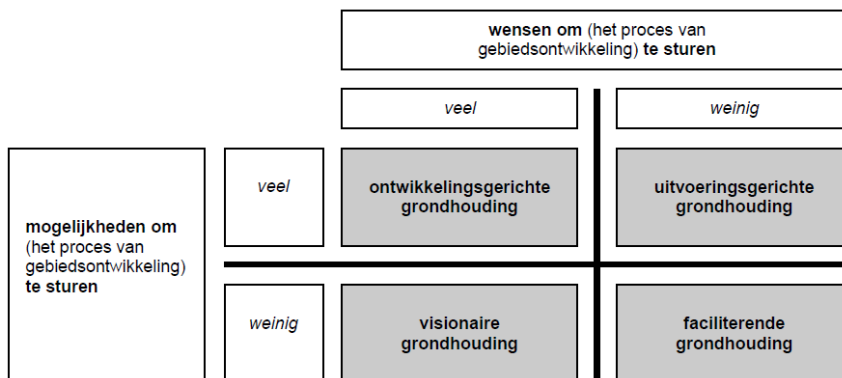 wensen om (het proces van
gebiedsontwikkeling) te sturen
veel
weinig
mogelijkheden om
(het proces van
gebiedsontwikkeling)
te sturen
veel
ontwikkelingsgerichte
grondhouding
uitvoeringsgerichte
grondhouding
weinig
visionaire
grondhouding
faciliterende
grondhouding